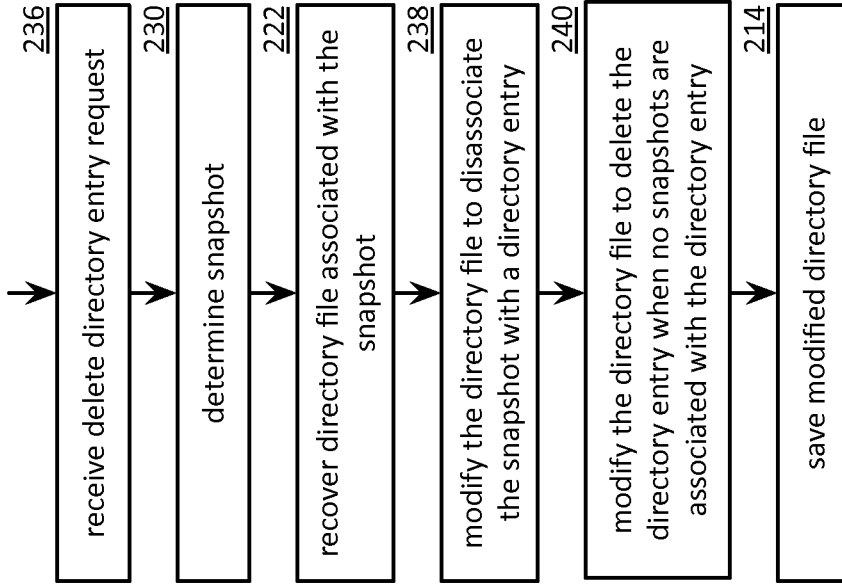 236
receive delete directory entry request
230
determine snapshot
222
recover directory file associated with the
snapshot
238
modify the directory file to disassociate
the snapshot with a directory entry
240
modify the directory file to delete the
directory entry when no snapshots are
associated with the directory entry
214
save modified directory file